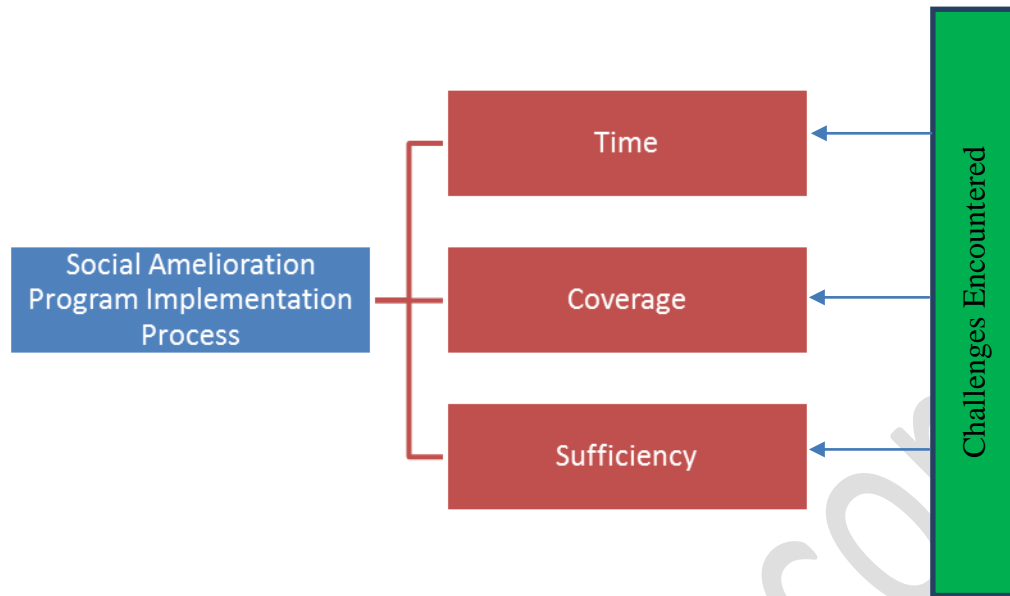 Social Amelioration
Program Implementation
Process
Time
Coverage
Sufficiency
Challenges Encountered